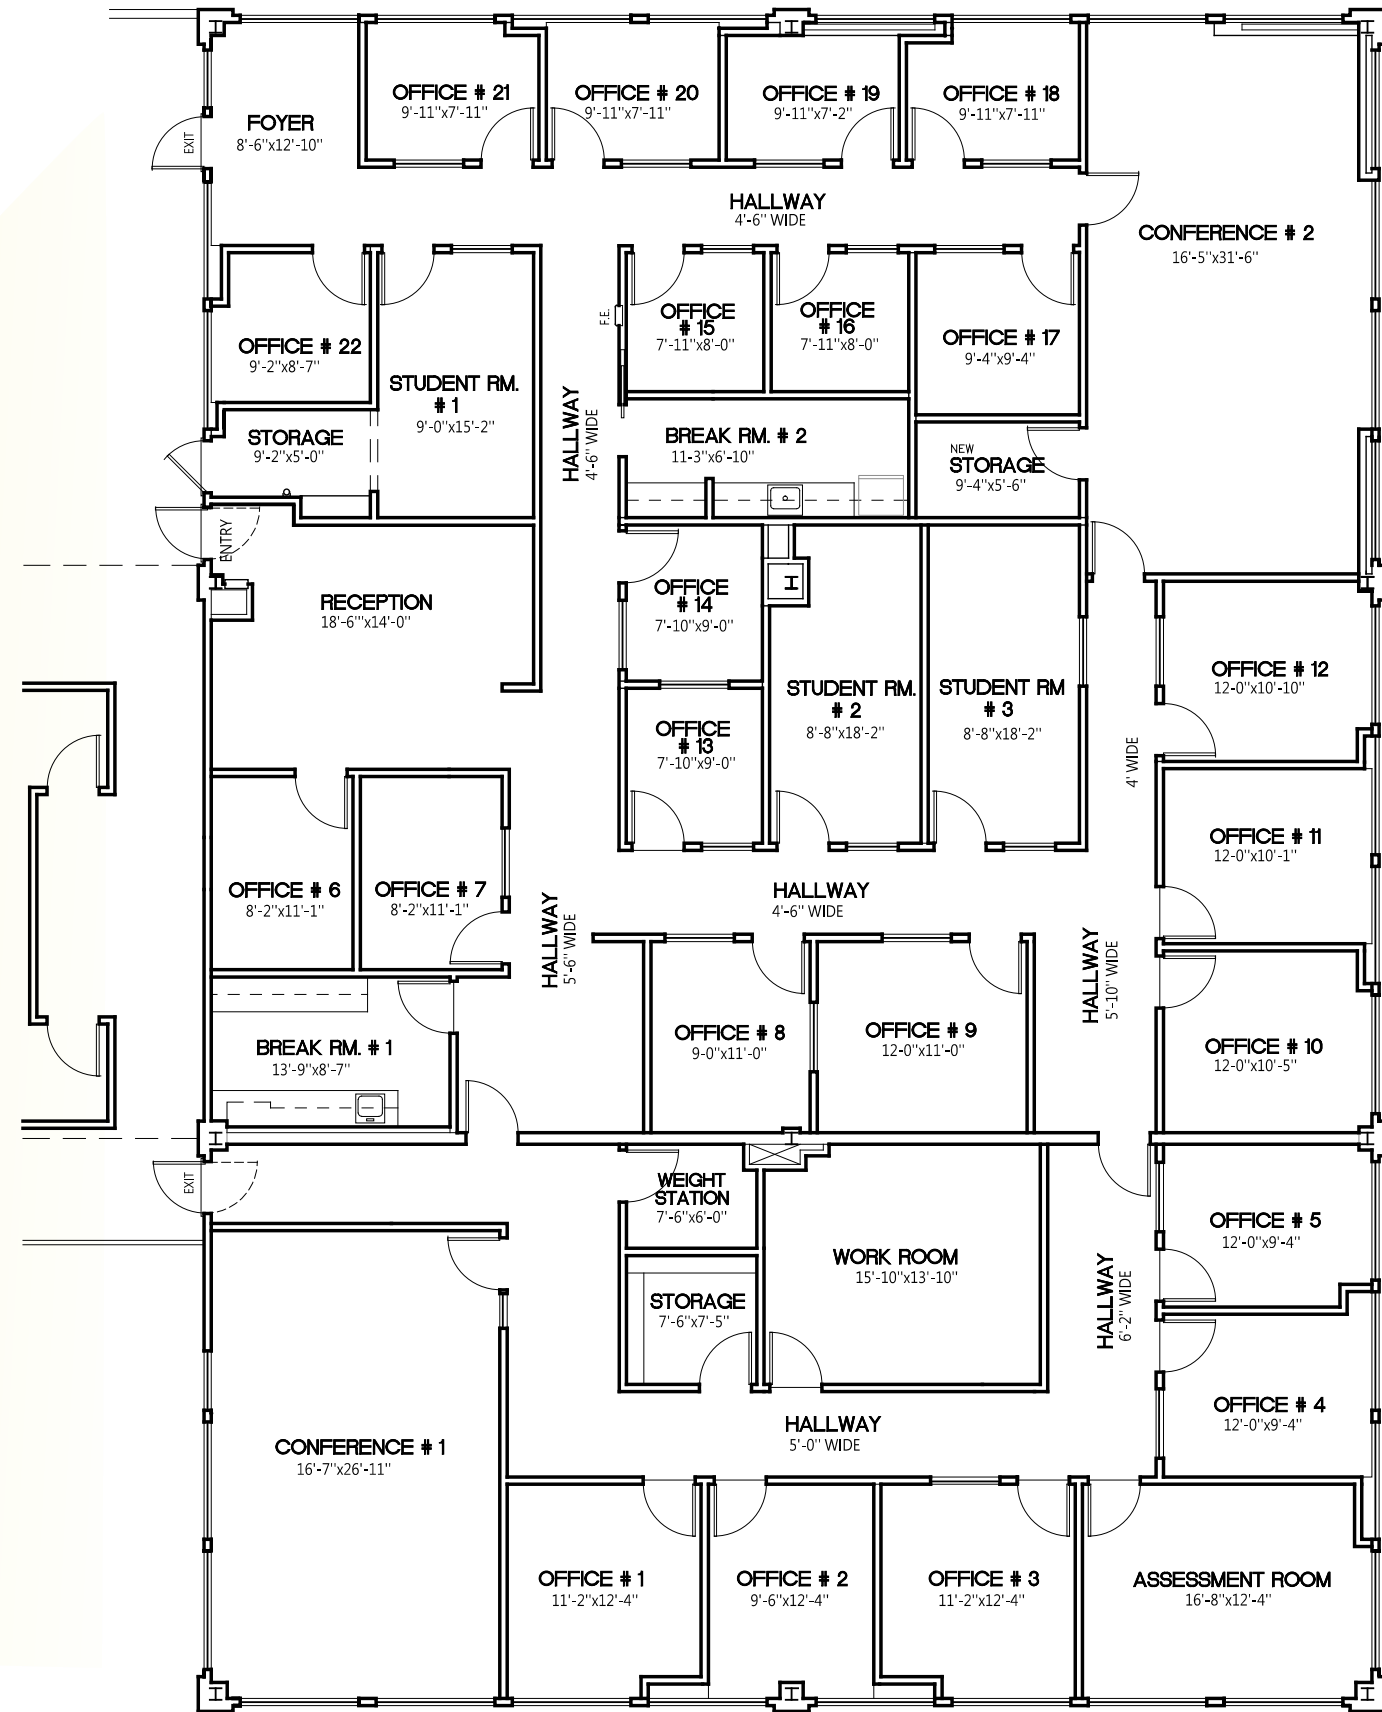 OFFICE # 21
9'-11"x7'-11"
OFFICE # 20
9'-11"x7'-11"
OFFICE # 19
9'-11"x7'-2"
OFFICE # 18
9'-11"x7'-11"
FOYER
8'-6"x12'-10"
EXIT
HALLWAY
4'-6" WIDE
CONFERENCE # 2
16'-5"x31'-6"
OFFICE # 22
9'-2"x8'-7"
STUDENT RM.
# 1
9'-0"x15'-2"
F.E.
OFFICE
# 15
7'-11"x8'-0"
OFFICE
# 16
7'-11"x8'-0"
OFFICE # 17
9'-4"x9'-4"
STORAGE
9'-2"x5'-0"
HALLWAY
4'-6" WIDE
BREAK RM. # 2
11-3"x6'-10"
NEW
STORAGE
9'-4"x5'-6"
ENTRY
RECEPTION
18'-6"'x14'-0"
OFFICE
# 14
7'-10"x9'-0"
STUDENT RM.
# 2
8'-8"x18'-2"
STUDENT RM
# 3
8'-8"x18'-2"
OFFICE # 12
12-0"x10'-10"
OFFICE
# 13
7'-10"x9'-0"
4' WIDE
OFFICE # 11
12-0"x10'-1"
OFFICE # 6
8'-2"x11'-1"
OFFICE # 7
8'-2"x11'-1"
HALLWAY
4'-6" WIDE
HALLWAY
5'-6" WIDE
HALLWAY
5'-10" WIDE
BREAK RM. # 1
13'-9"x8'-7"
OFFICE # 8
9-0"x11'-0"
OFFICE # 9
12-0"x11'-0"
OFFICE # 10
12-0"x10'-5"
EXIT
WEIGHT
STATION
7'-6"x6'-0"
WORK ROOM
15'-10"x13'-10"
OFFICE # 5
12'-0"x9'-4"
STORAGE
7'-6"x7'-5"
HALLWAY
6'-2" WIDE
OFFICE # 4
12'-0"x9'-4"
HALLWAY
5'-0" WIDE
CONFERENCE # 1
16'-7"x26'-11"
OFFICE # 1
11'-2"x12'-4"
OFFICE # 2
9'-6"x12'-4"
OFFICE # 3
11'-2"x12'-4"
ASSESSMENT ROOM
16'-8"x12'-4"